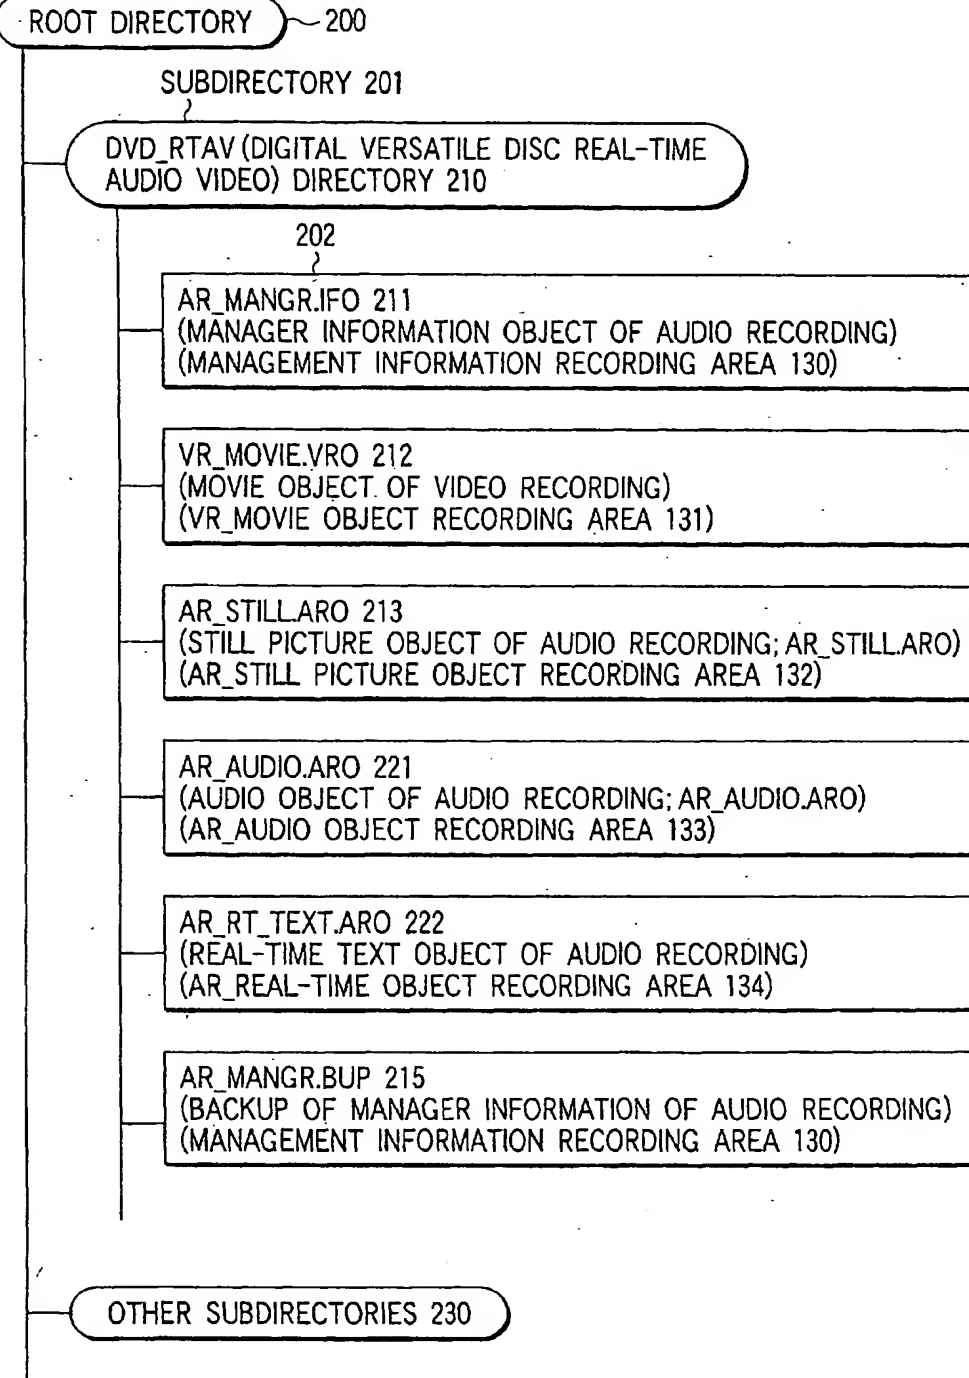 ROOT DIRECTORY 200
SUBDIRECTORY 201
DVD_RTAV (DIGITAL VERSATILE DISC REAL-TIME
AUDIO VIDEO) DIRECTORY 210
202
AR_MANGR.IFO 211
(MANAGER INFORMATION OBJECT OF AUDIO RECORDING)
(MANAGEMENT INFORMATION RECORDING AREA 130)
VR_MOVIE.VRO 212
(MOVIE OBJECT OF VIDEO RECORDING)
(VR_MOVIE OBJECT RECORDING AREA 131)
AR_STILL.ARO 213
(STILL PICTURE OBJECT OF AUDIO RECORDING; AR_STILL.ARO)
(AR_STILL PICTURE OBJECT RECORDING AREA 132)
AR_AUDIO.ARO 221
(AUDIO OBJECT OF AUDIO RECORDING; AR_AUDIO.ARO)
(AR_AUDIO OBJECT RECORDING AREA 133)
AR_RT_TEXT.ARO 222
(REAL-TIME TEXT OBJECT OF AUDIO RECORDING)
(AR_REAL-TIME OBJECT RECORDING AREA 134)
AR_MANGR.BUP 215
(BACKUP OF MANAGER INFORMATION OF AUDIO RECORDING)
(MANAGEMENT INFORMATION RECORDING AREA 130)
OTHER SUBDIRECTORIES 230